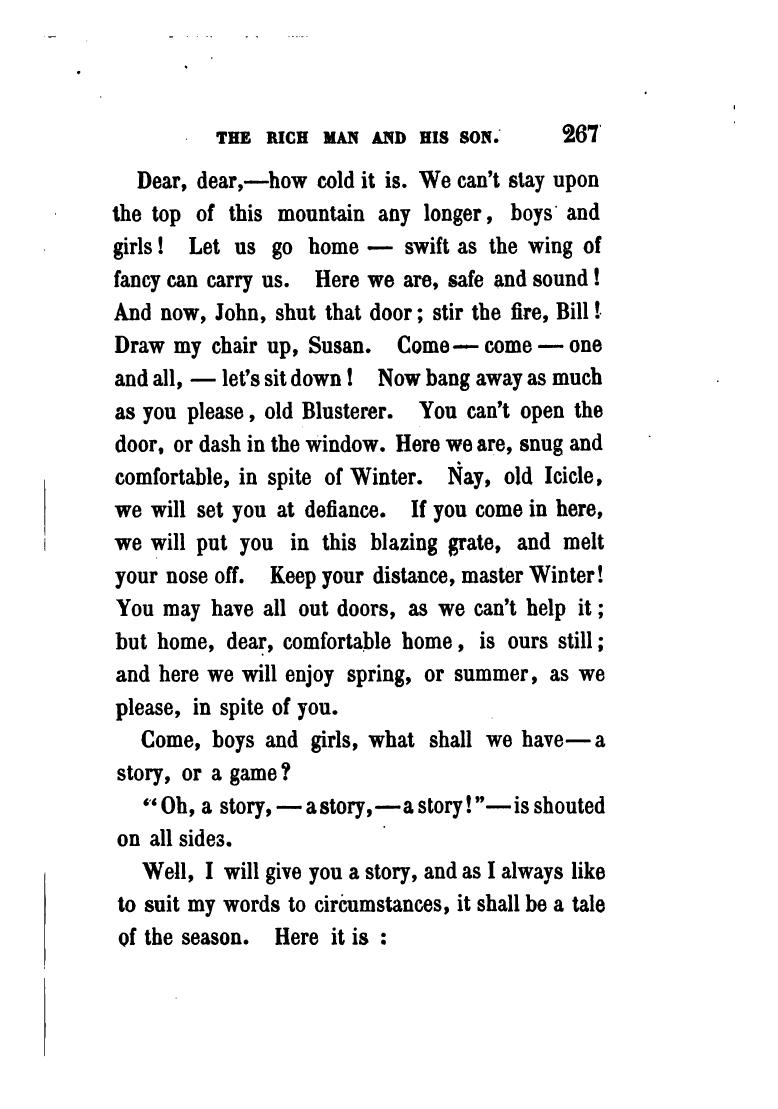 THE RICH MAN AND HIS SON. 267
Dear, dear,—how cold it is. We can't stay upon
the top of this mountain any longer, boys and
girls! Let us go home — swift as the wing of
fancy can carry us. Here we are, safe and sound!
And now, John, shut that door; stir the fire, Bill!
Draw my chair up, Susan. Come— come — one
and all, — let's sit down! Now bang away as much
as you please, old Blusterer. You can't open the
door, or dash in the window. Here we are, snug and
comfortable, in spite of Winter. Nay, old Icicle,
we will set you at defiance. If you come in here,
we will put you in this blazing grate, and melt
your nose off. Keep your distance, master Winter!
You may have all out doors, as we can't help it;
but home, dear, comfortable home, is ours still;
and here we will enjoy spring, or summer, as we
please, in spite of you.
Come, boys and girls, what shall we have—a
story, or a game?
"Oh, a story, — a story,—a story!"—is shouted
on all sides.
Well, I will give you a story, and as I always like
to suit my words to circumstances, it shall be a tale
of the season. Here it is :